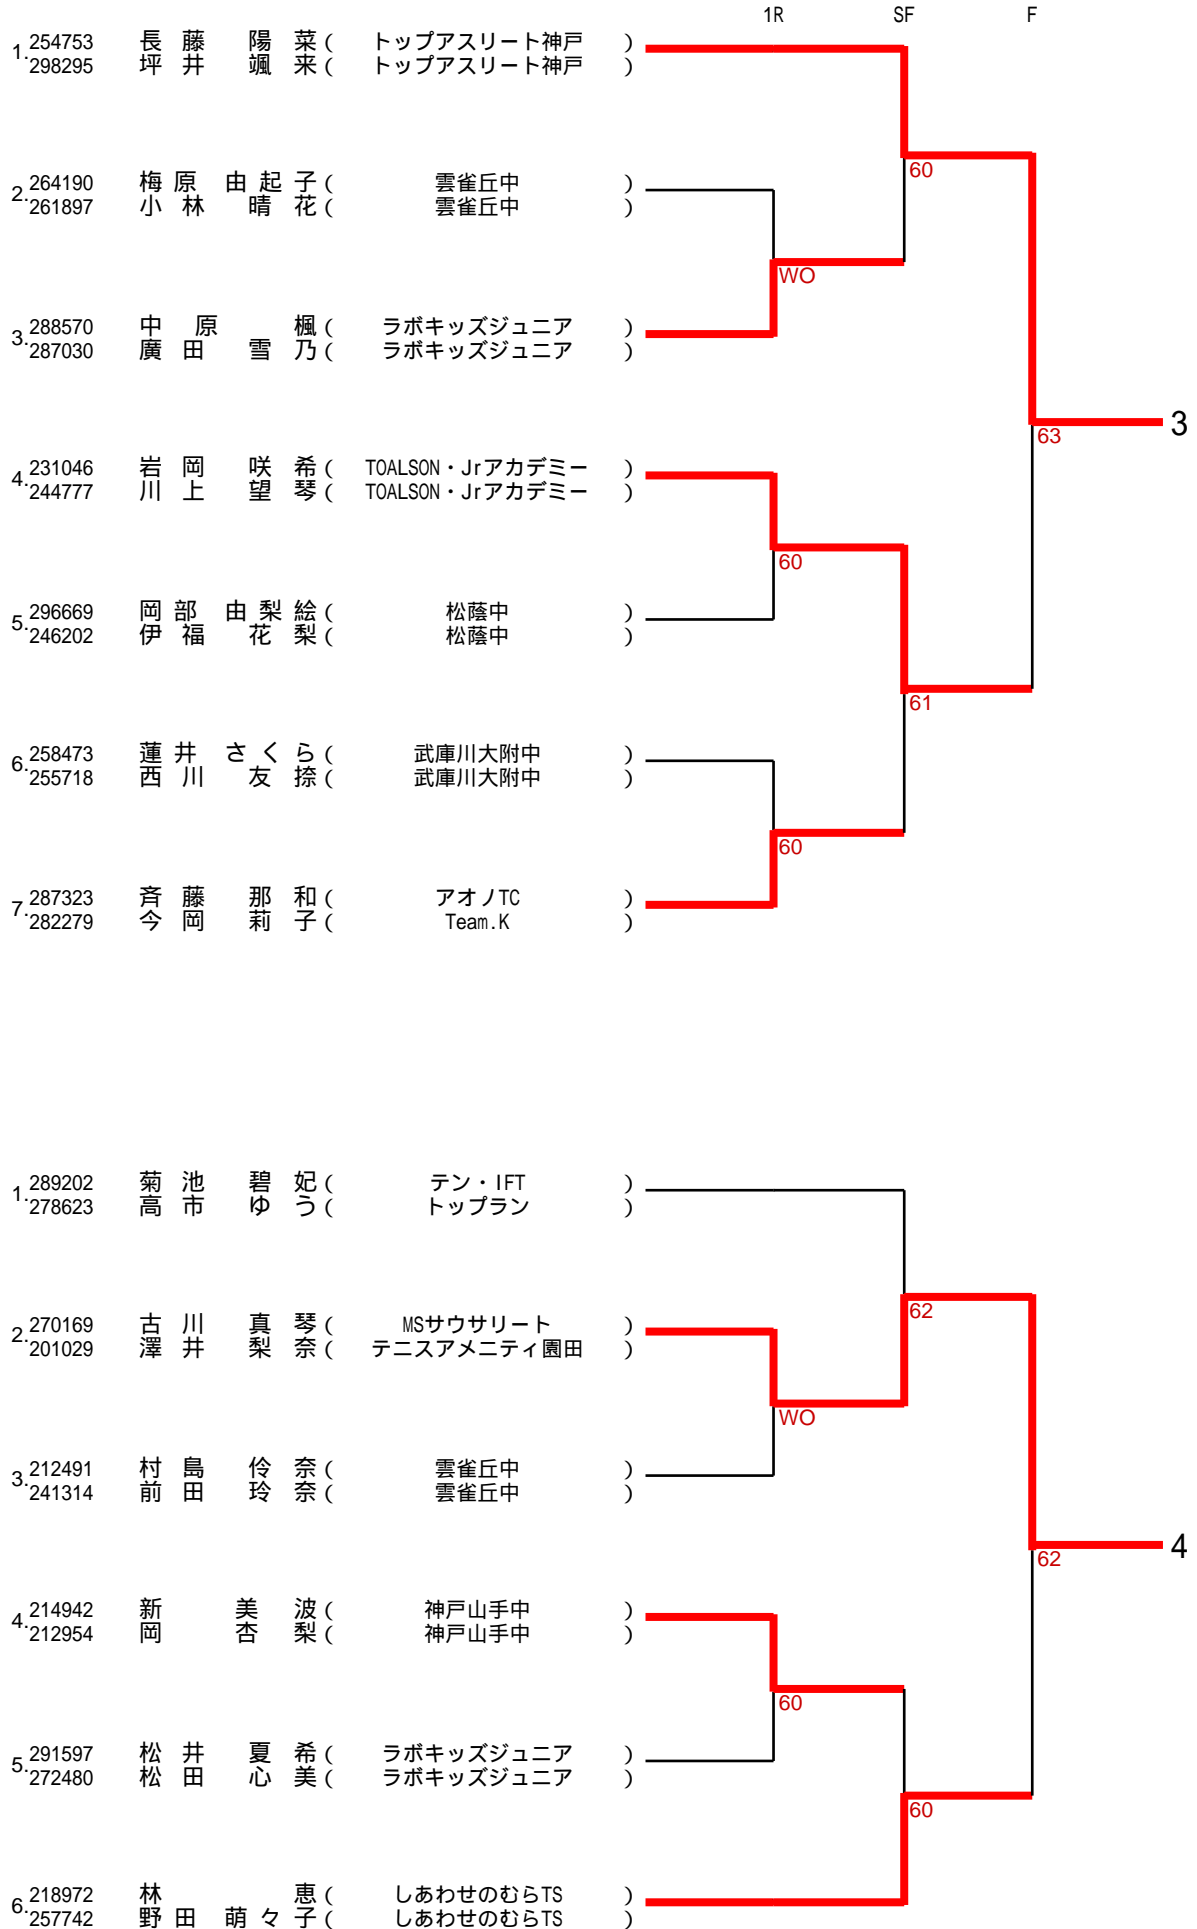 1R SF F
1. 254753 長藤 陽菜 ( トップアスリート神戸 )
298295 坪井 颯来 ( トップアスリート神戸 )
60
2. 264190 梅原 由起子 ( 雲雀丘中 )
261897 小林 晴花 ( 雲雀丘中 )
WO
3. 288570 中原 楓 ( ラボキッズジュニア )
287030 廣田 雪乃 ( ラボキッズジュニア )
63 3
4. 231046 岩岡 咲希 ( TOALSON・Jrアカデミー )
244777 川上 望琴 ( TOALSON・Jrアカデミー )
60
5. 296669 岡部 由梨絵 ( 松蔭中 )
246202 伊福 花梨 ( 松蔭中 )
61
6. 258473 蓮井 さくら ( 武庫川大附中 )
255718 西川 友捺 ( 武庫川大附中 )
60
7. 287323 斉藤 那和 ( アオノTC )
282279 今岡 莉子 ( Team.K )
1. 289202 菊池 碧妃 ( テン・IFT )
278623 高市 ゆう ( トップラン )
62
2. 270169 古川 真琴 ( MSサウサリート )
201029 澤井 梨奈 ( テニスアメニティ園田 )
WO
3. 212491 村島 伶奈 ( 雲雀丘中 )
241314 前田 玲奈 ( 雲雀丘中 )
62 4
4. 214942 新 美波 ( 神戸山手中 )
212954 岡 杏梨 ( 神戸山手中 )
60
5. 291597 松井 夏希 ( ラボキッズジュニア )
272480 松田 心美 ( ラボキッズジュニア )
60
6. 218972 林 恵 ( しあわせのむらTS )
257742 野田 萌々子 ( しあわせのむらTS )